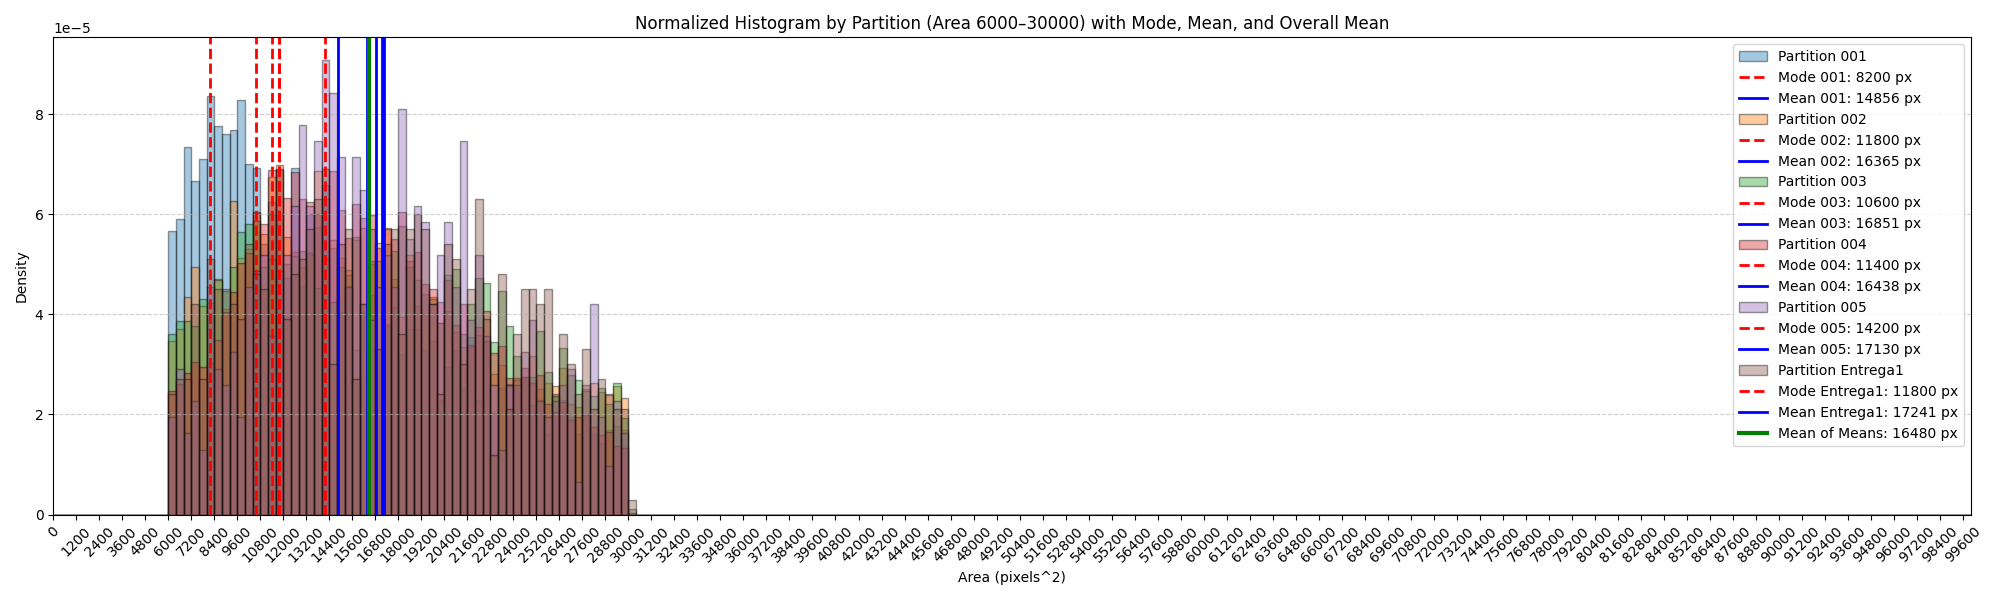 Normalized Histogram by Partition (Area 6000–30000) with Mode, Mean, and Overall Mean
1e−5
8
6
4
2
0
Density
0 1200 2400 3600 4800 6000 7200 8400 9600 10800 12000 13200 14400 15600 16800 18000 19200 20400 21600 22800 24000 25200 26400 27600 28800 30000 31200 32400 33600 34800 36000 37200 38400 39600 40800 42000 43200 44400 45600 46800 48000 49200 50400 51600 52800 54000 55200 56400 57600 58800 60000 61200 62400 63600 64800 66000 67200 68400 69600 70800 72000 73200 74400 75600 76800 78000 79200 80400 81600 82800 84000 85200 86400 87600 88800 90000 91200 92400 93600 94800 96000 97200 98400 99600
Area (pixels^2)
Partition 001
Mode 001: 8200 px
Mean 001: 14856 px
Partition 002
Mode 002: 11800 px
Mean 002: 16365 px
Partition 003
Mode 003: 10600 px
Mean 003: 16851 px
Partition 004
Mode 004: 11400 px
Mean 004: 16438 px
Partition 005
Mode 005: 14200 px
Mean 005: 17130 px
Partition Entrega1
Mode Entrega1: 11800 px
Mean Entrega1: 17241 px
Mean of Means: 16480 px